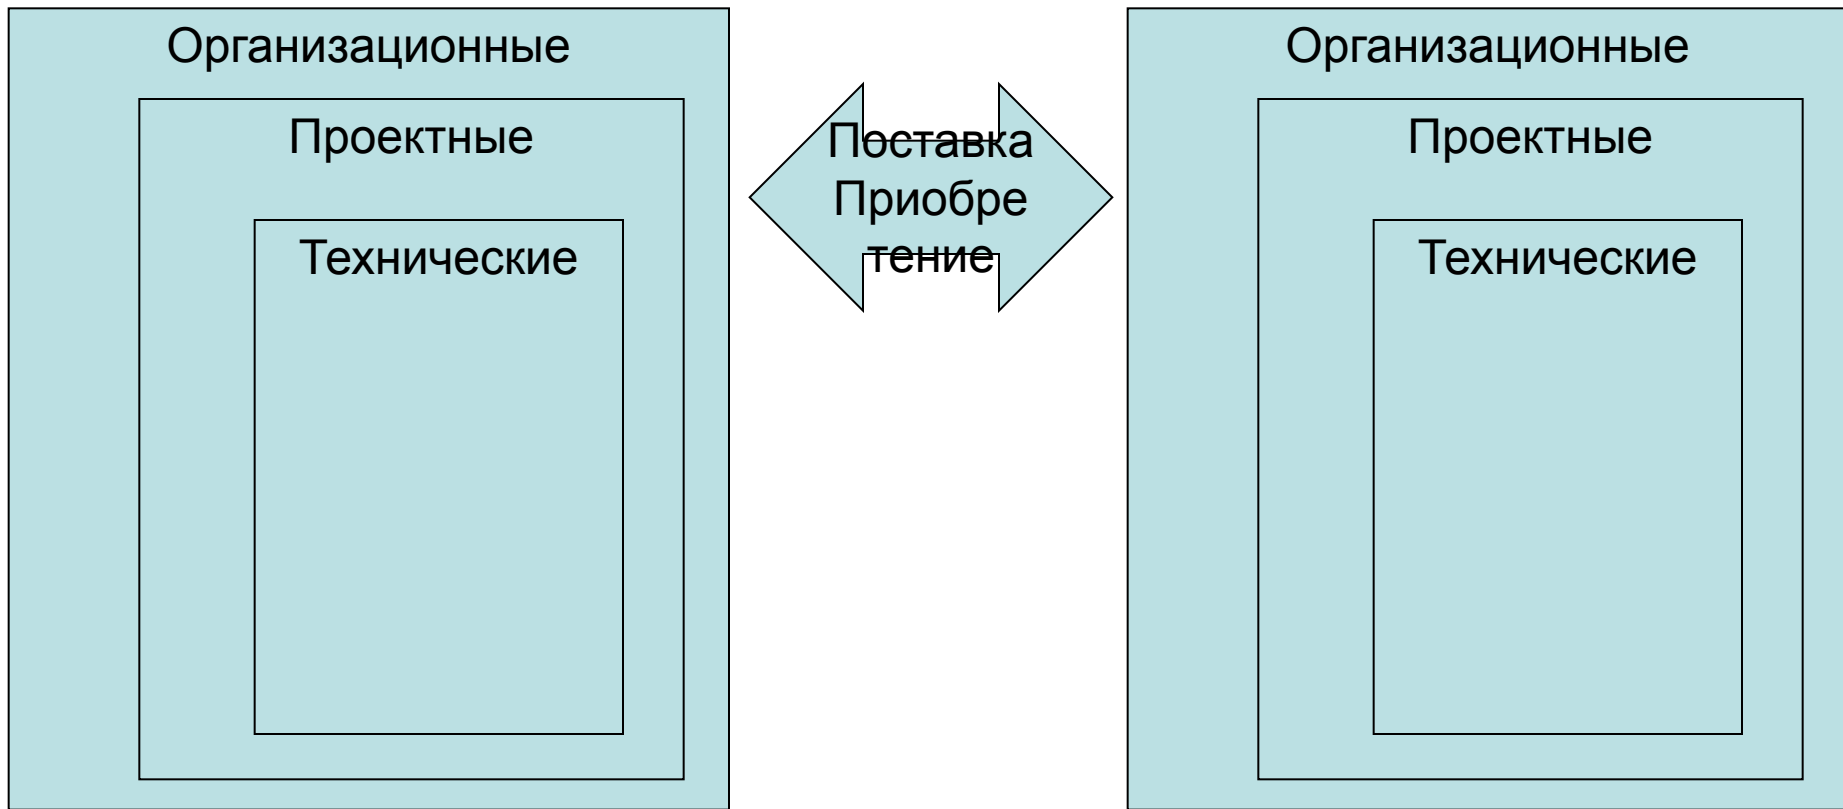 Организационные
Проектные
Технические
Поставка
Приобре
тение
Организационные
Проектные
Технические